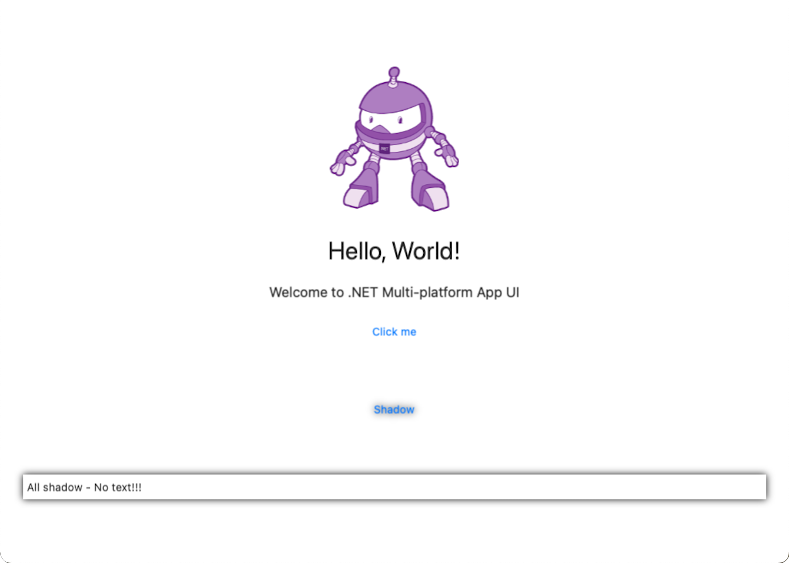 Hello, World!
Welcome to .NET Multi-platform App UI
Click me
Shadow
All shadow - No text!!!